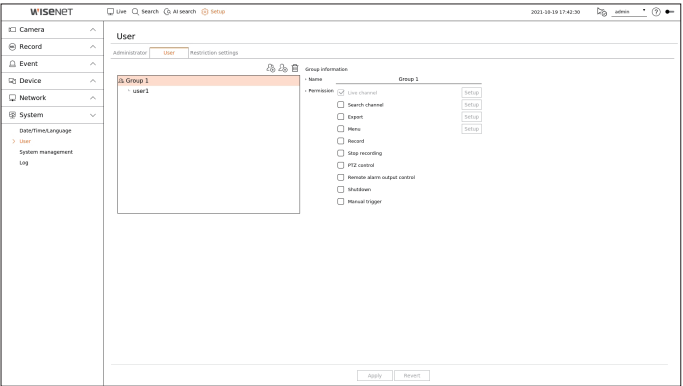 WISENET
Live Search AI search Setup
2021-10-19 17:42:30 admin
Camera
Record
Event
Device
Network
System
Date/Time/Language
User
System management
Log
User
Administrator User Restriction settings
Group 1
user1
Group information
Name Group 1
Permission Live channel Setup
Search channel Setup
Export Setup
Menu Setup
Record
Stop recording
PTZ control
Remote alarm output control
Shutdown
Manual trigger
Apply Revert